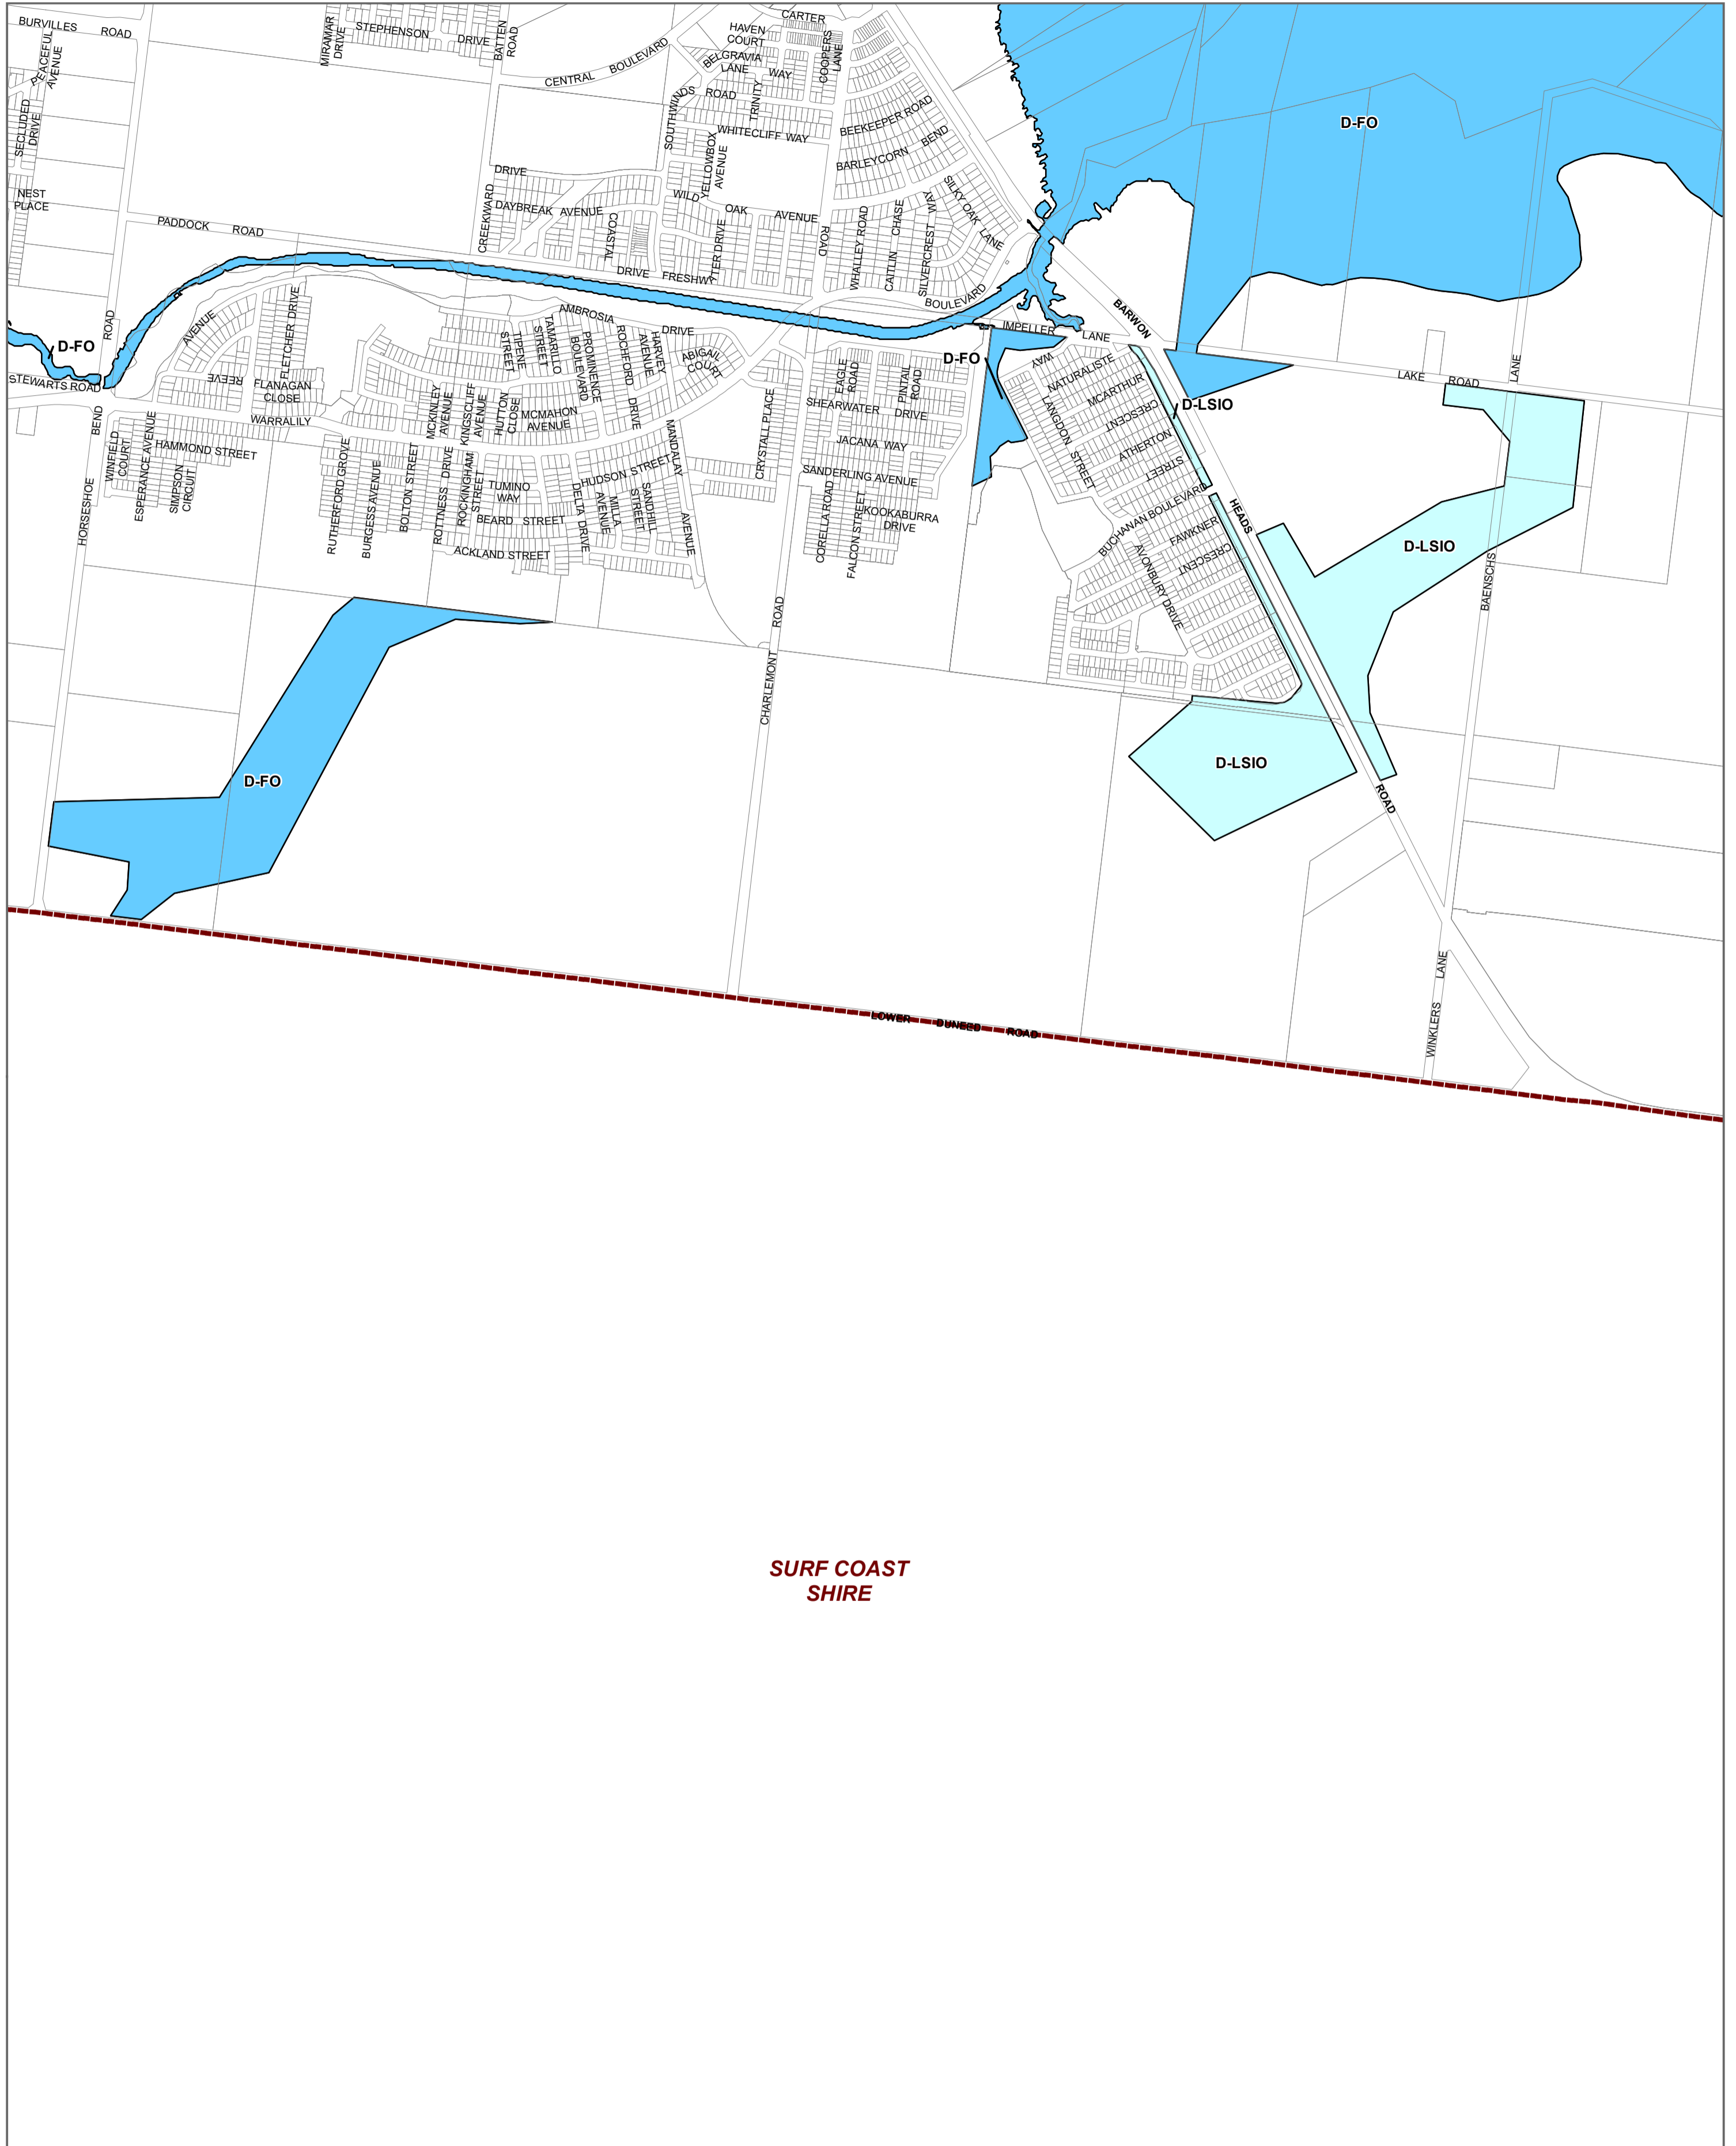 BURVILLES ROAD
PEACEFUL
AVENUE
SECLUDED
DRIVE
NEST
PLACE
MIRAMAR
DRIVE
STEPHENSON DRIVE
BATTEN
ROAD
CENTRAL BOULEVARD
CARTER
HAVEN
COURT
BELGRAVIA
LANE WAY
COOPERS
LANE
SOUTHWINDS ROAD
TRINITY
WHITECLIFF WAY
BEEKEEPER ROAD
BARLEYCORN BEND
YELLOWBOX
AVENUE
WILD OAK AVENUE
SILKY OAK LANE
D-FO
DRIVE
DAYBREAK AVENUE
CREEKWARD
COASTAL
DRIVE FRESHWATER DRIVE
ROAD
WHALLEY ROAD
CAITLIN CHASE
SILVERCREST WAY
BOULEVARD
PADDOCK ROAD
ROAD
D-FO
STEWARTS ROAD
AVENUE
REEVE
FLETCHER DRIVE
FLANAGAN
CLOSE
WARRALILY
AMBROSIA DRIVE
TIPENE
STREET
TAMARILLO
STREET
PROMINENCE
BOULEVARD
ROCHFORD DRIVE
HARVEY
AVENUE
ABIGAIL
COURT
IMPELLER LANE
BARWON
D-FO
WAY
NATURALISTE
MCARTHUR
CRESCENT
LANGDON STREET
ATHERTON
STREET
D-LSIO
LAKE ROAD
LANE
EAGLE
ROAD
PINTAIL
ROAD
SHEARWATER DRIVE
JACANA WAY
SANDERLING AVENUE
CORELLA ROAD
FALCON STREET
KOOKABURRA
DRIVE
CRYSTALL PLACE
MCKINLEY
AVENUE
KINGSCLIFF
AVENUE
HUTTON
CLOSE
MCMAHON
AVENUE
MANDALAY
AVENUE
HORSESHOE BEND
WINFIELD
COURT
ESPERANCE AVENUE
HAMMOND STREET
SIMPSON
CIRCUIT
RUTHERFORD GROVE
BURGESS AVENUE
BOLTON STREET
ROTTNESS DRIVE
ROCKINGHAM
STREET
TUMINO
WAY
BEARD STREET
ACKLAND STREET
HUDSON STREET
DELTA DRIVE
MILLA
AVENUE
SANDHILL
STREET
BUCHANAN BOULEVARD
FAWKNER
CRESCENT
AVONBURY DRIVE
HEADS
D-LSIO
BAENSCHS
CHARLEMONT ROAD
D-FO
D-LSIO
ROAD
WINKLERS LANE
LOWER DUNEED ROAD
SURF COAST
SHIRE